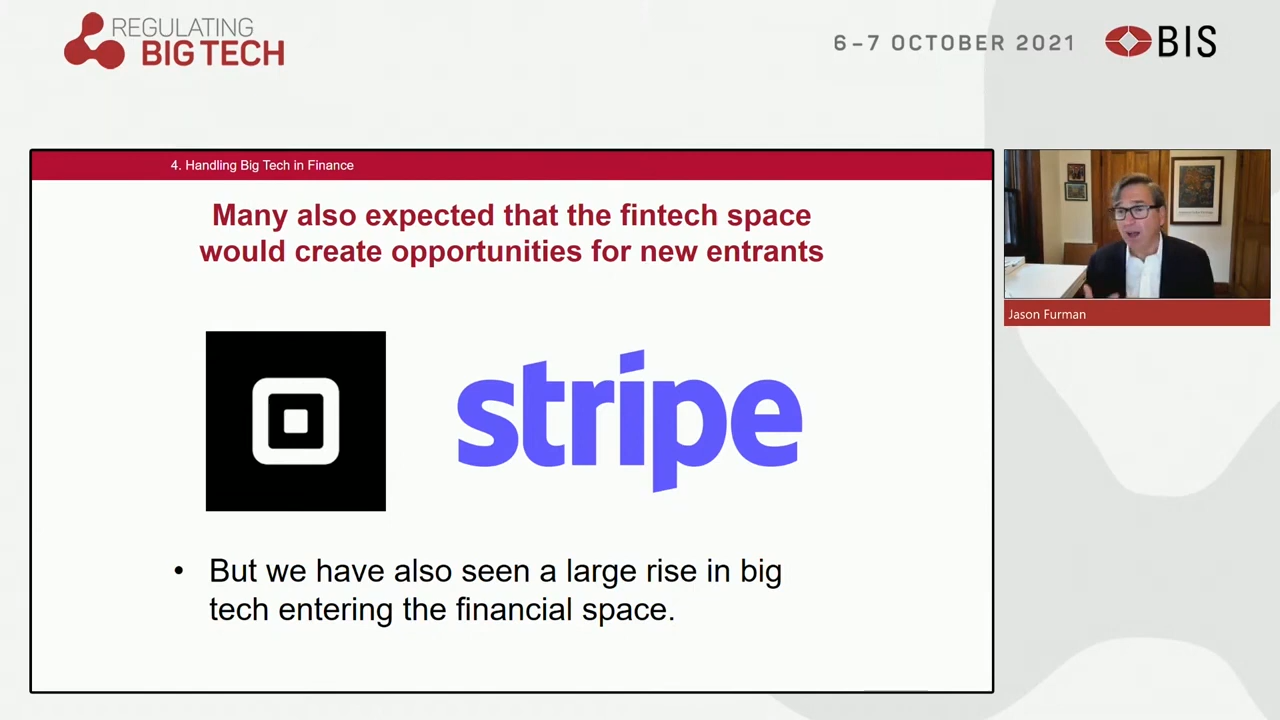 REGULATING
BIG TECH
6–7 OCTOBER 2021
BIS
4. Handling Big Tech in Finance
Many also expected that the fintech space
would create opportunities for new entrants
stripe
• But we have also seen a large rise in big
tech entering the financial space.
Jason Furman